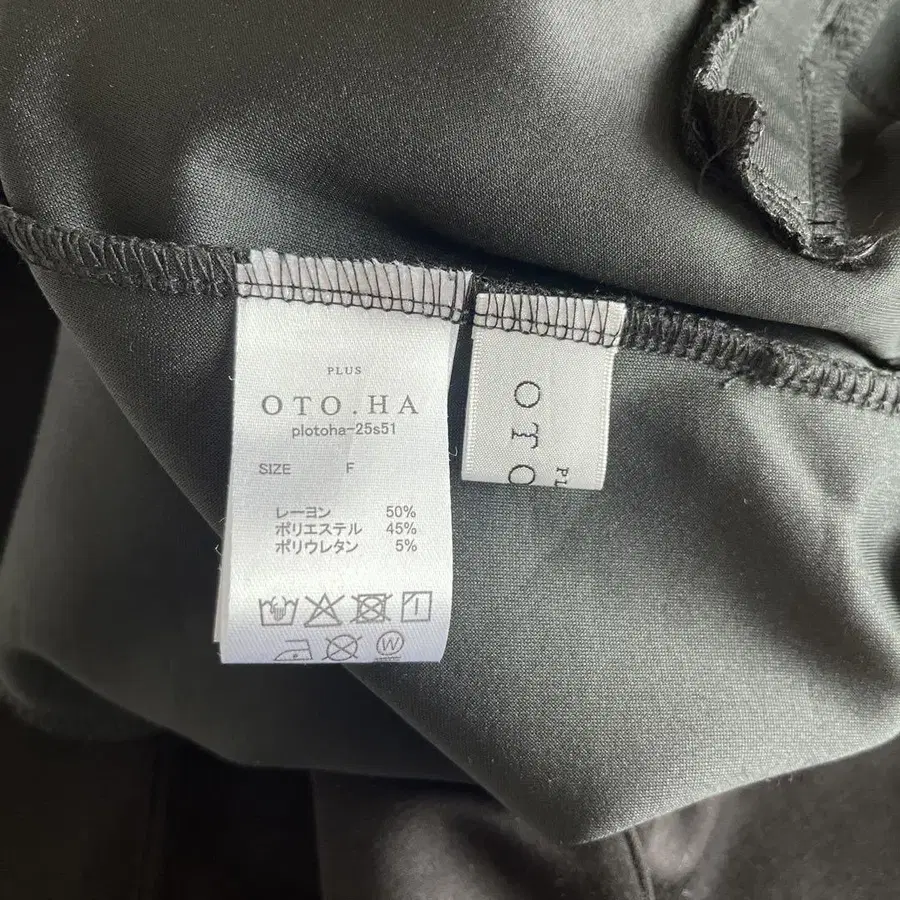 PLUS
OTO.HA
plotoha-25s51
SIZE F
レーヨン 50%
ポリエステル 45%
ポリウレタン 5%
W
OTO
PL